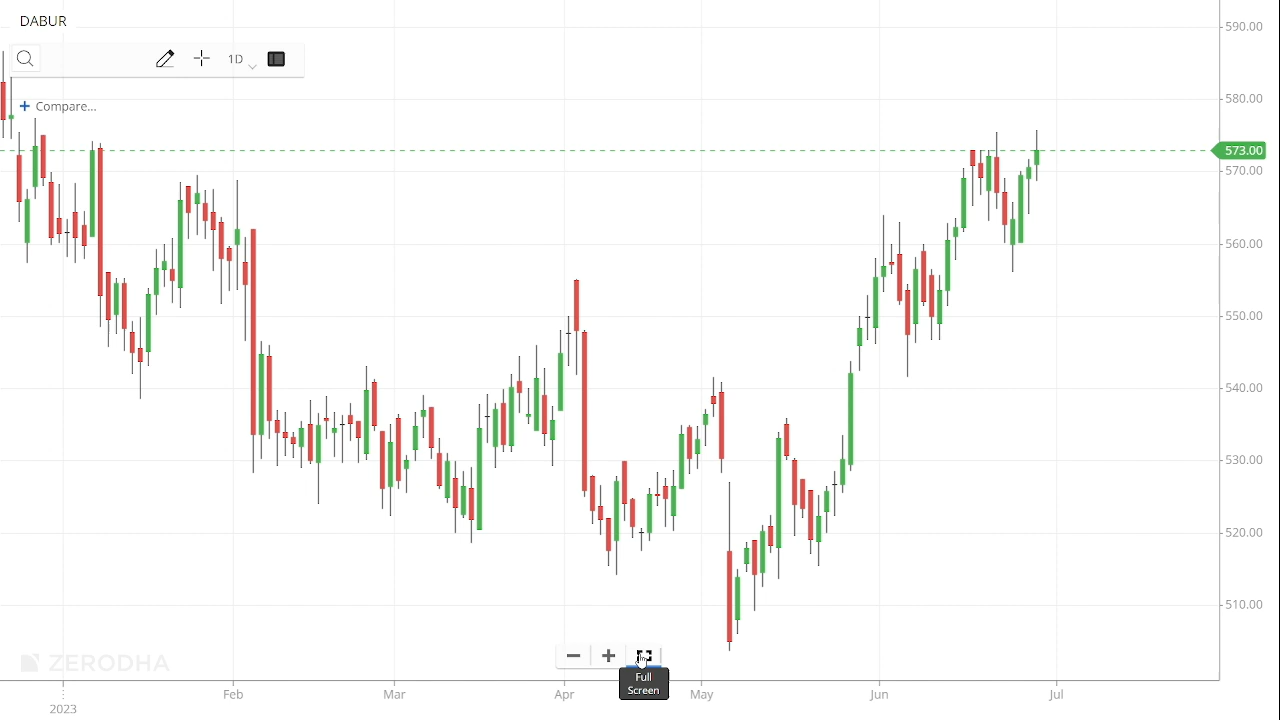 DABUR
1D
+ Compare...
590.00
580.00
573.00
570.00
560.00
550.00
540.00
530.00
520.00
510.00
ZERODHA
Full
Screen
Feb
Mar
Apr
May
Jun
Jul
2023